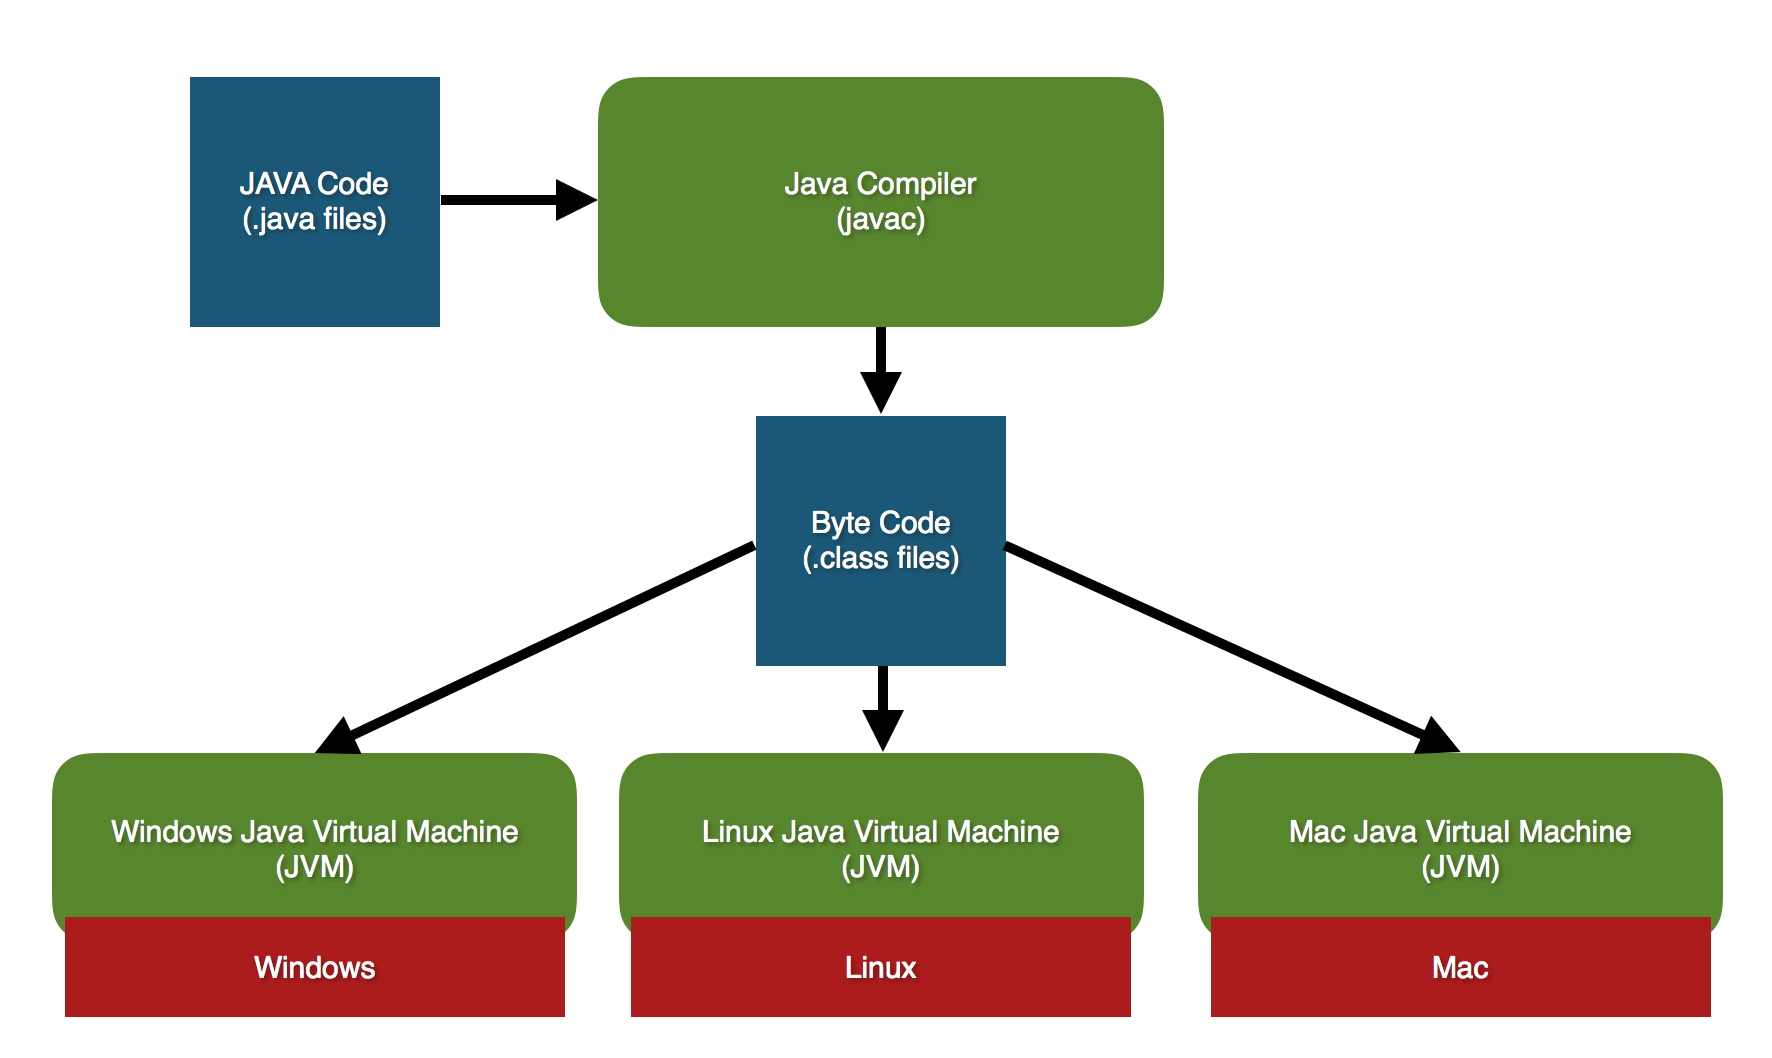 JAVA Code
(.java files)
Java Compiler
(javac)
Byte Code
(.class files)
Windows Java Virtual Machine
(JVM)
Linux Java Virtual Machine
(JVM)
Mac Java Virtual Machine
(JVM)
Windows
Linux
Mac